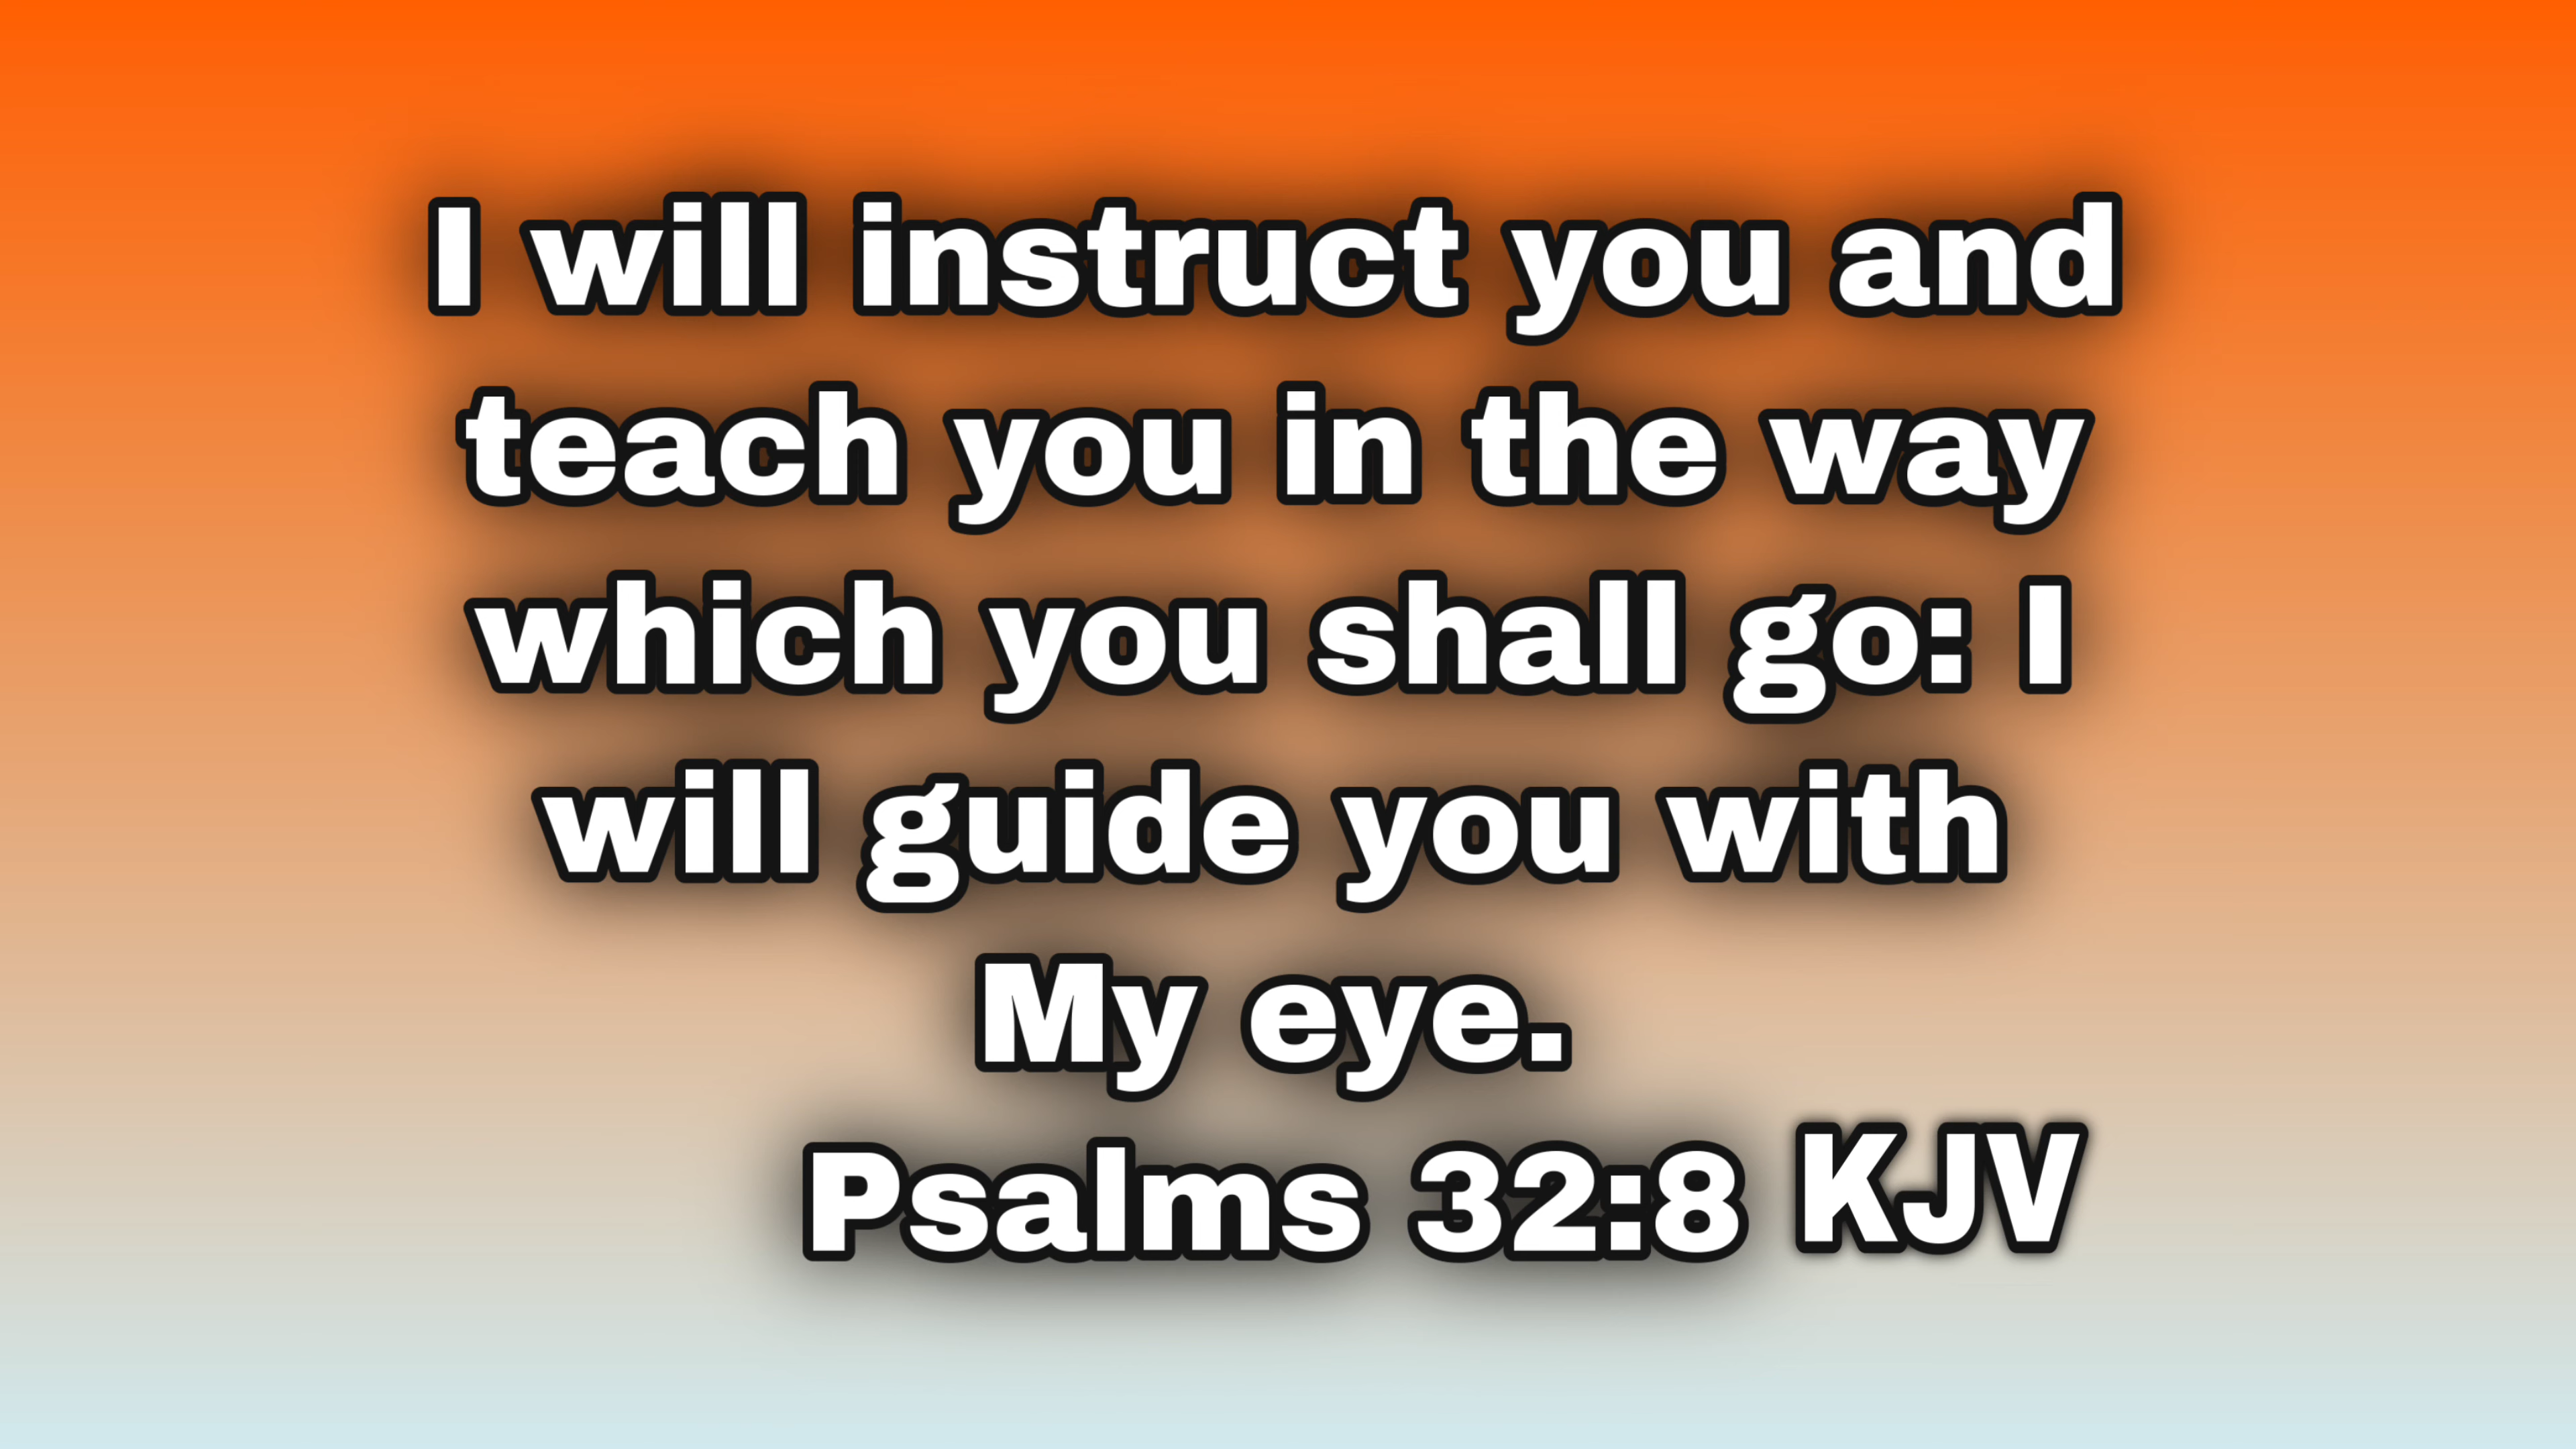 I will instruct you and
teach you in the way
which you shall go: I
will guide you with
My eye.
Psalms 32:8 KJV